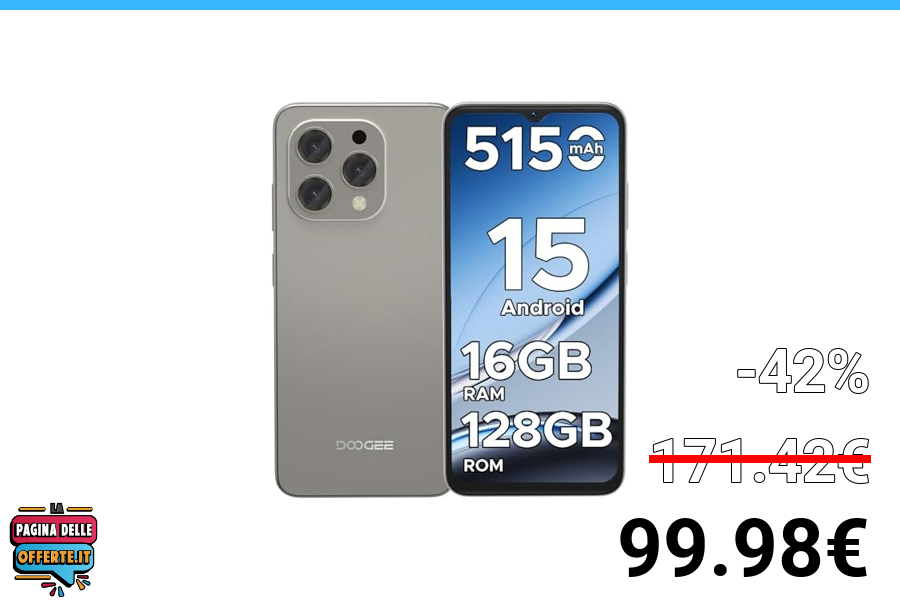 5150
mAh
15
Android
16GB
RAM
128GB
ROM
DOOGEE
-42%
171.42€
99.98€
LA
PAGINA DELLE
OFFERTE.IT